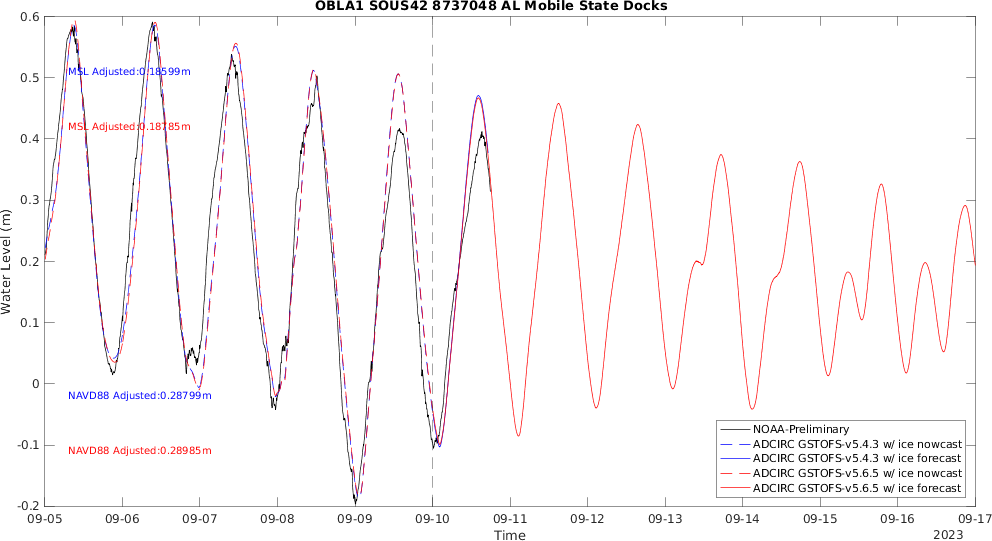 OBLA1 SOUS42 8737048 AL Mobile State Docks
0.6
0.5
0.4
0.3
0.2
0.1
0
-0.1
-0.2
Water Level (m)
MSL Adjusted:0.18599m
MSL Adjusted:0.18785m
NAVD88 Adjusted:0.28799m
NAVD88 Adjusted:0.28985m
NOAA-Preliminary
ADCIRC GSTOFS-v5.4.3 w/ ice nowcast
ADCIRC GSTOFS-v5.4.3 w/ ice forecast
ADCIRC GSTOFS-v5.6.5 w/ ice nowcast
ADCIRC GSTOFS-v5.6.5 w/ ice forecast
09-05 09-06 09-07 09-08 09-09 09-10 09-11 09-12 09-13 09-14 09-15 09-16 09-17
Time
2023